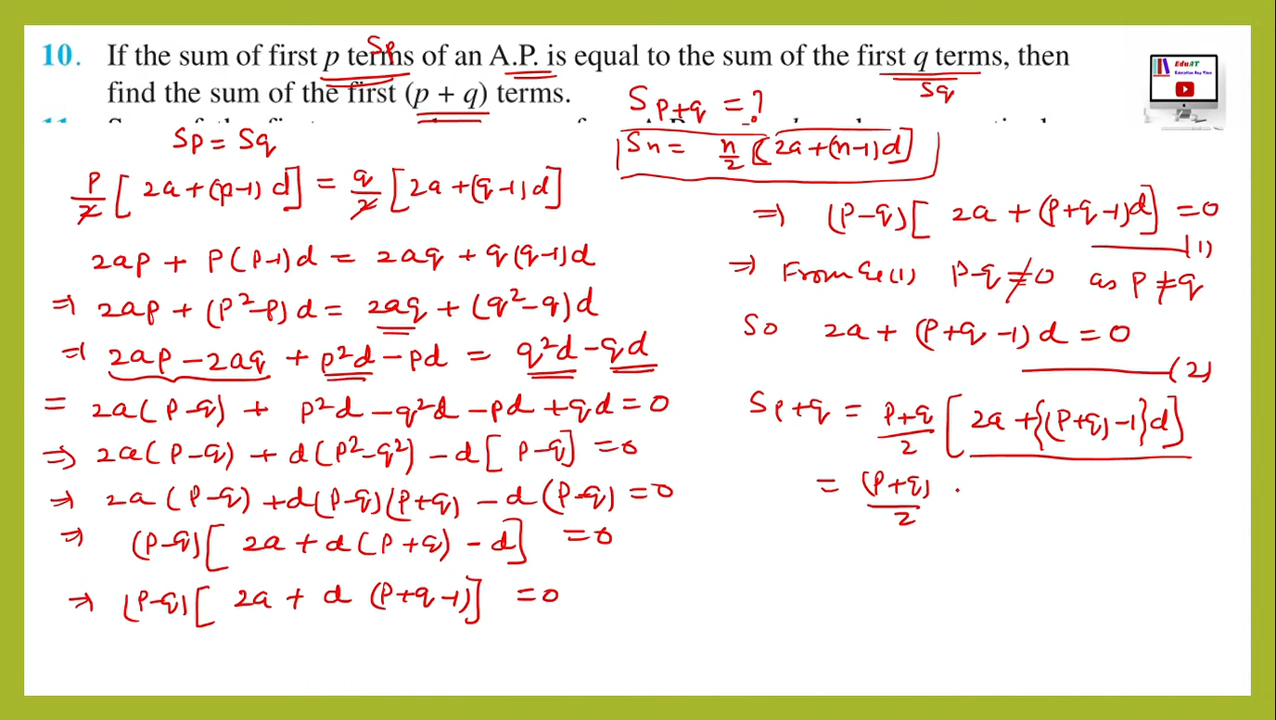 10. If the sum of first p terms of an A.P. is equal to the sum of the first q terms, then
Sp
find the sum of the first (p + q) terms.
Sq
EduAT
Education Any Time
Sp+q = ?
Sp = Sq
Sn = n/2 [2a+(n-1)d]
p/2 [2a+(p-1)d] = q/2 [2a+(q-1)d]
2ap + p(p-1)d = 2aq + q(q-1)d
⇒ 2ap + (p²-p)d = 2aq + (q²-q)d
⇒ 2ap - 2aq + p²d - pd = q²d - qd
= 2a(p-q) + p²d - q²d - pd + qd = 0
⇒ 2a(p-q) + d(p²-q²) - d[p-q] = 0
⇒ 2a(p-q) + d(p-q)(p+q) - d(p-q) = 0
⇒ (p-q)[2a + d(p+q) - d] = 0
⇒ (p-q)[2a + d(p+q-1)] = 0
⇒ (p-q)[2a + (p+q-1)d] = 0
(1)
⇒ From Eq (1) p-q ≠ 0 as p ≠ q
So 2a + (p+q-1)d = 0
(2)
Sp+q = p+q/2 [2a + {(p+q)-1}d]
= (p+q)/2 .